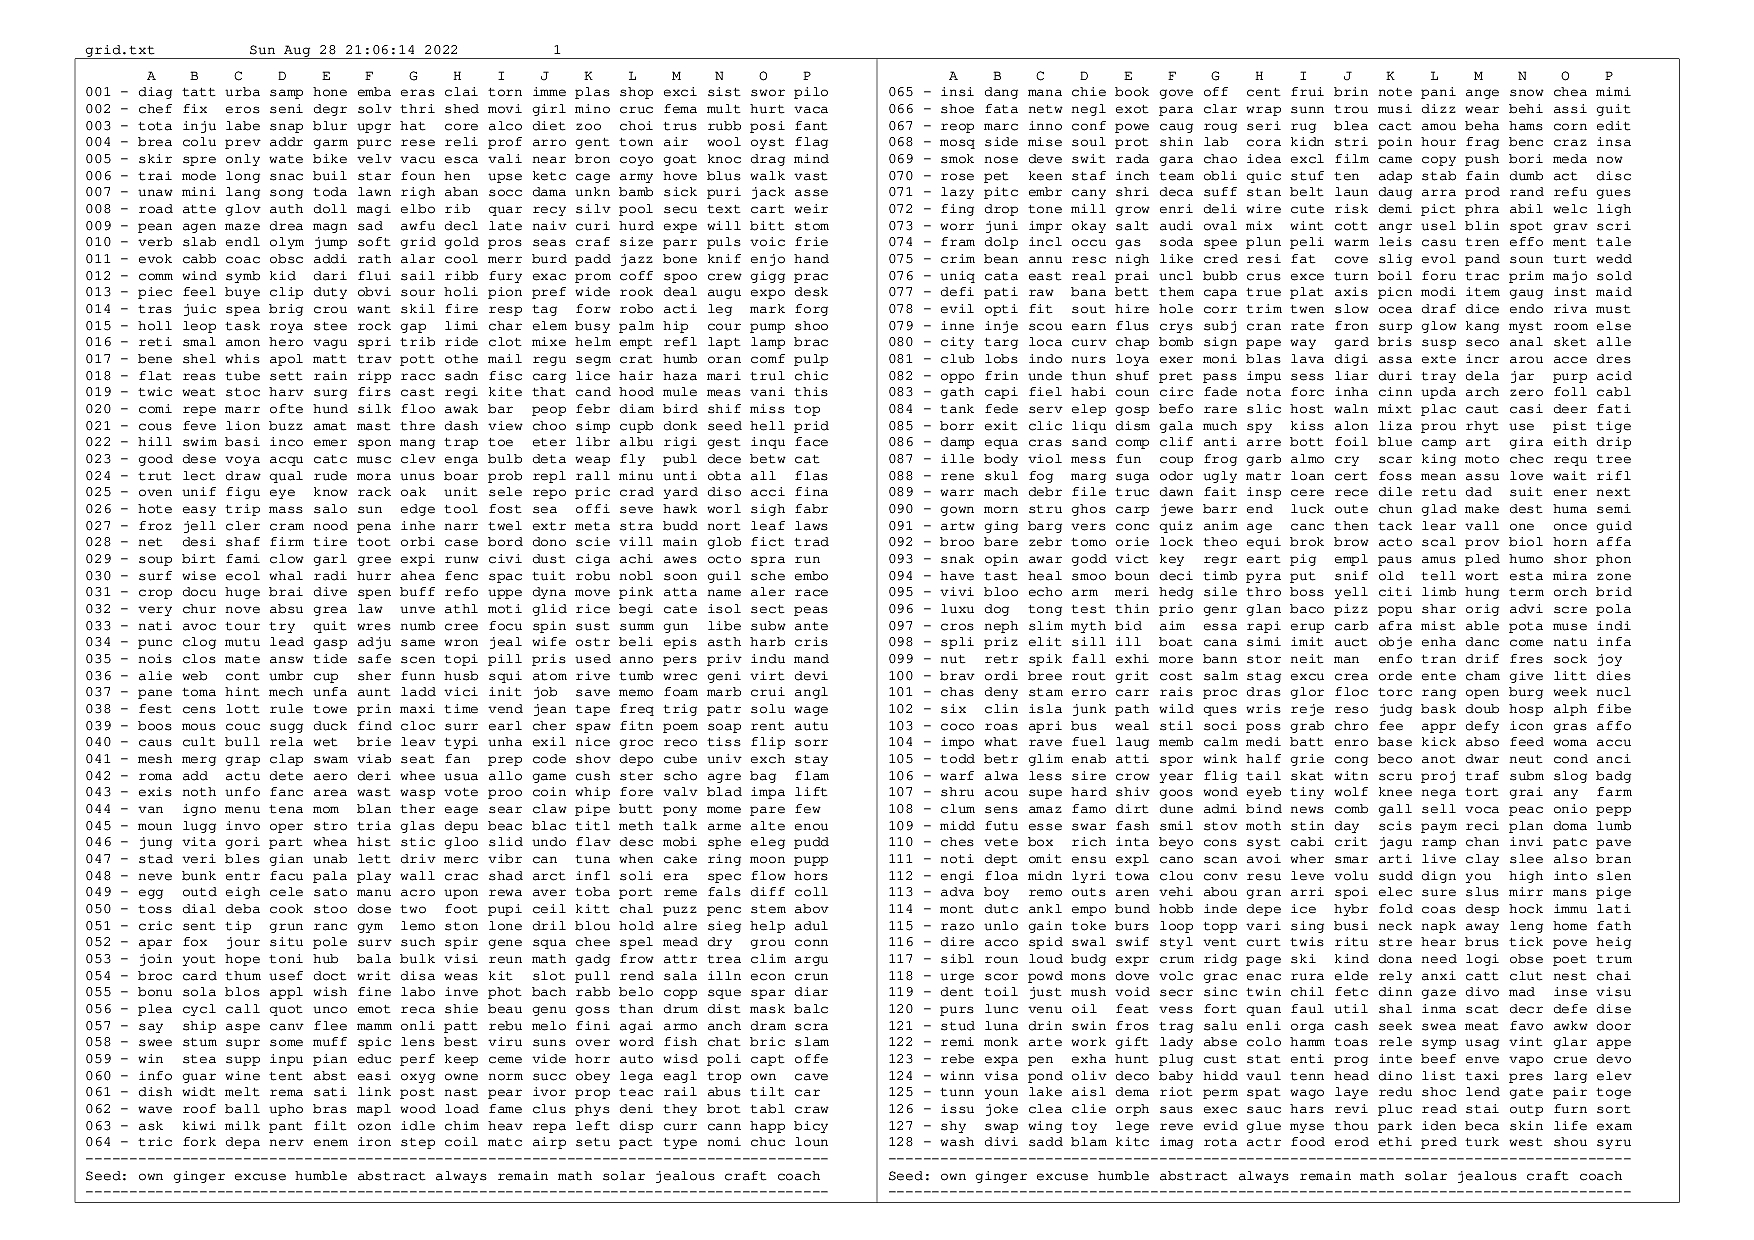 grid.txt Sun Aug 28 21:06:14 2022 1
A B C D E F G H I J K L M N O P
001 - diag tatt urba samp hone emba eras clai torn imme plas shop exci sist swor pilo
002 - chef fix eros seni degr solv thri shed movi girl mino cruc fema mult hurt vaca
003 - tota inju labe snap blur upgr hat core alco diet zoo choi trus rubb posi fant
004 - brea colu prev addr garm purc rese reli prof arro gent town air wool oyst flag
005 - skir spre only wate bike velv vacu esca vali near bron coyo goat knoc drag mind
006 - trai mode long snac buil star foun hen upse ketc cage army hove blus walk vast
007 - unaw mini lang song toda lawn righ aban socc dama unkn bamb sick puri jack asse
008 - road atte glov auth doll magi elbo rib quar recy silv pool secu text cart weir
009 - pean agen maze drea magn sad awfu decl late naiv curi hurd expe will bitt stom
010 - verb slab endl olym jump soft grid gold pros seas craf size parr puls voic frie
011 - evok cabb coac obsc addi rath alar cool merr burd padd jazz bone knif enjo hand
012 - comm wind symb kid dari flui sail ribb fury exac prom coff spoo crew gigg prac
013 - piec feel buye clip duty obvi sour holi pion pref wide rook deal augu expo desk
014 - tras juic spea brig crou want skil fire resp tag forw robo acti leg mark forg
015 - holl leop task roya stee rock gap limi char elem busy palm hip cour pump shoo
016 - reti smal amon hero vagu spri trib ride clot mixe helm empt refl lapt lamp brac
017 - bene shel whis apol matt trav pott othe mail regu segm crat humb oran comf pulp
018 - flat reas tube sett rain ripp racc sadn fisc carg lice hair haza mari trul chic
019 - twic weat stoc harv surg firs cast regi kite that cand hood mule meas vani this
020 - comi repe marr ofte hund silk floo awak bar peop febr diam bird shif miss top
021 - cous feve lion buzz amat mast thre dash view choo simp cupb donk seed hell prid
022 - hill swim basi inco emer spon mang trap toe eter libr albu rigi gest inqu face
023 - good dese voya acqu catc musc clev enga bulb deta weap fly publ dece betw cat
024 - trut lect draw qual rude mora unus boar prob repl rall minu unti obta all flas
025 - oven unif figu eye know rack oak unit sele repo pric crad yard diso acci fina
026 - hote easy trip mass salo sun edge tool fost sea offi seve hawk worl sigh fabr
027 - froz jell cler cram nood pena inhe narr twel extr meta stra budd nort leaf laws
028 - net desi shaf firm tire toot orbi case bord dono scie vill main glob fict trad
029 - soup birt fami clow garl gree expi runw civi dust ciga achi awes octo spra run
030 - surf wise ecol whal radi hurr ahea fenc spac tuit robu nobl soon guil sche embo
031 - crop docu huge brai dive spen buff refo uppe dyna move pink atta name aler race
032 - very chur nove absu grea law unve athl moti glid rice begi cate isol sect peas
033 - nati avoc tour try quit wres numb cree focu spin sust summ gun libe subw ante
034 - punc clog mutu lead gasp adju same wron jeal wife ostr beli epis asth harb cris
035 - nois clos mate answ tide safe scen topi pill pris used anno pers priv indu mand
036 - alie web cont umbr cup sher funn husb squi atom rive tumb wrec geni virt devi
037 - pane toma hint mech unfa aunt ladd vici init job save memo foam marb crui angl
038 - fest cens lott rule towe prin maxi time vend jean tape freq trig patr solu wage
039 - boos mous couc sugg duck find cloc surr earl cher spaw fitn poem soap rent autu
040 - caus cult bull rela wet brie leav typi unha exil nice groc reco tiss flip sorr
041 - mesh merg grap clap swam viab seat fan prep code shov depo cube univ exch stay
042 - roma add actu dete aero deri whee usua allo game cush ster scho agre bag flam
043 - exis noth unfo fanc area wast wasp vote proo coin whip fore valv blad impa lift
044 - van igno menu tena mom blan ther eage sear claw pipe butt pony mome pare few
045 - moun lugg invo oper stro tria glas depu beac blac titl meth talk arme alte enou
046 - jung vita gori part whea hist stic gloo slid undo flav desc mobi sphe eleg pudd
047 - stad veri bles gian unab lett driv merc vibr can tuna when cake ring moon pupp
048 - neve bunk entr facu pala play wall crac shad arct infl soli era spec flow hors
049 - egg outd eigh cele sato manu acro upon rewa aver toba port reme fals diff coll
050 - toss dial deba cook stoo dose two foot pupi ceil kitt chal puzz penc stem abov
051 - cric sent tip grun ranc gym lemo ston lone dril blou hold alre sieg help adul
052 - apar fox jour situ pole surv such spir gene squa chee spel mead dry grou conn
053 - join yout hope toni hub bala bulk visi reun math gadg frow attr trea clim argu
054 - broc card thum usef doct writ disa weas kit slot pull rend sala illn econ crun
055 - bonu sola blos appl wish fine labo inve phot bach rabb belo copp sque spar diar
056 - plea cycl call quot unco emot reca shie beau genu goss than drum dist mask balc
057 - say ship aspe canv flee mamm onli patt rebu melo fini agai armo anch dram scra
058 - swee stum supr some muff spic lens best viru suns over word fish chat bric slam
059 - win stea supp inpu pian educ perf keep ceme vide horr auto wisd poli capt offe
060 - info guar wine tent abst easi oxyg owne norm succ obey lega eagl trop own cave
061 - dish widt melt rema sati link post nast pear ivor prop teac rail abus tilt car
062 - wave roof ball upho bras mapl wood load fame clus phys deni they brot tabl craw
063 - ask kiwi milk pant filt ozon idle chim heav repa left disp curr cann happ bicy
064 - tric fork depa nerv enem iron step coil matc airp setu pact type nomi chuc loun
-------------------------------------------------------------------------------------
Seed: own ginger excuse humble abstract always remain math solar jealous craft coach
-------------------------------------------------------------------------------------
A B C D E F G H I J K L M N O P
065 - insi dang mana chie book gove off cent frui brin note pani ange snow chea mimi
066 - shoe fata netw negl exot para clar wrap sunn trou musi dizz wear behi assi guit
067 - reop marc inno conf powe caug roug seri rug blea cact amou beha hams corn edit
068 - mosq side mise soul prot shin lab cora kidn stri poin hour frag benc craz insa
069 - smok nose deve swit rada gara chao idea excl film came copy push bori meda now
070 - rose pet keen staf inch team obli quic stuf ten adap stab fain dumb act disc
071 - lazy pitc embr cany shri deca suff stan belt laun daug arra prod rand refu gues
072 - fing drop tone mill grow enri deli wire cute risk demi pict phra abil welc ligh
073 - worr juni impr okay salt audi oval mix wint cott angr usel blin spot grav scri
074 - fram dolp incl occu gas soda spee plun peli warm leis casu tren effo ment tale
075 - crim bean annu resc nigh like cred resi fat cove slig evol pand soun turt wedd
076 - uniq cata east real prai uncl bubb crus exce turn boil foru trac prim majo sold
077 - defi pati raw bana bett them capa true plat axis picn modi item gaug inst maid
078 - evil opti fit sout hire hole corr trim twen slow ocea draf dice endo riva must
079 - inne inje scou earn flus crys subj cran rate fron surp glow kang myst room else
080 - city targ loca curv chap bomb sign pape way gard bris susp seco anal sket alle
081 - club lobs indo nurs loya exer moni blas lava digi assa exte incr arou acce dres
082 - oppo frin unde thun shuf pret pass impu sess liar duri tray dela jar purp acid
083 - gath capi fiel habi coun circ fade nota forc inha cinn upda arch zero foll cabl
084 - tank fede serv elep gosp befo rare slic host waln mixt plac caut casi deer fati
085 - borr exit clic liqu dism gala much spy kiss alon liza prou rhyt use pist tige
086 - damp equa cras sand comp clif anti arre bott foil blue camp art gira eith drip
087 - ille body viol mess fun coup frog garb almo cry scar king moto chec requ tree
088 - rene skul fog marg suga odor ugly matr loan cert foss mean assu love wait rifl
089 - warr mach debr file truc dawn fait insp cere rece dile retu dad suit ener next
090 - gown morn stru ghos carp jewe barr end luck oute chun glad make dest huma semi
091 - artw ging barg vers conc quiz anim age canc then tack lear vall one once guid
092 - broo bare zebr tomo orie lock theo equi brok brow acto scal prov biol horn affa
093 - snak opin awar godd vict key regr eart pig empl paus amus pled humo shor phon
094 - have tast heal smoo boun deci timb pyra put snif old tell wort esta mira zone
095 - vivi bloo echo arm meri hedg sile thro boss yell citi limb hung term orch brid
096 - luxu dog tong test thin prio genr glan baco pizz popu shar orig advi scre pola
097 - cros neph slim myth bid aim essa rapi erup carb afra mist able pota muse indi
098 - spli priz elit sill ill boat cana simi imit auct obje enha danc come natu infa
099 - nut retr spik fall exhi more bann stor neit man enfo tran drif fres sock joy
100 - brav ordi bree rout grit cost salm stag excu crea orde ente cham give litt dies
101 - chas deny stam erro carr rais proc dras glor floc torc rang open burg week nucl
102 - six clin isla junk path wild ques wris reje reso judg bask doub hosp alph fibe
103 - coco roas apri bus weal stil soci poss grab chro fee appr defy icon gras affo
104 - impo what rave fuel laug memb calm medi batt enro base kick abso feed woma accu
105 - todd betr glim enab atti spor wink half grie cong beco anot dwar neut cond anci
106 - warf alwa less sire crow year flig tail skat witn scru proj traf subm slog badg
107 - shru acou supe hard shiv goos wond eyeb tiny wolf knee nega tort grai any farm
108 - clum sens amaz famo dirt dune admi bind news comb gall sell voca peac onio pepp
109 - midd futu esse swar fash smil stov moth stin day scis paym reci plan doma lumb
110 - ches vete box rich inta beyo cons syst cabi crit jagu ramp chan invi patc pave
111 - noti dept omit ensu expl cano scan avoi wher smar arti live clay slee also bran
112 - engi floa midn lyri towa clou conv resu leve volu sudd dign you high into slen
113 - adva boy remo outs aren vehi abou gran arri spoi elec sure slus mirr mans pige
114 - mont dutc ankl empo bund hobb inde depe ice hybr fold coas desp hock immu lati
115 - razo unlo gain toke burs loop topp vari sing busi neck napk away leng home fath
116 - dire acco spid swal swif styl vent curt twis ritu stre hear brus tick pove heig
117 - sibl roun loud budg expr crum ridg page ski kind dona need logi obse poet trum
118 - urge scor powd mons dove volc grac enac rura elde rely anxi catt clut nest chai
119 - dent toil just mush void secr sinc twin chil fetc dinn gaze divo mad inse visu
120 - purs lunc venu oil feat vess fort quan faul util shal inma scat decr defe dise
121 - stud luna drin swin fros trag salu enli orga cash seek swea meat favo awkw door
122 - remi monk arte work gift lady abse colo hamm toas rele symp usag vint glar appe
123 - rebe expa pen exha hunt plug cust stat enti prog inte beef enve vapo crue devo
124 - winn visa pond oliv deco baby hidd vaul tenn head dino list taxi pres larg elev
125 - tunn youn lake aisl dema riot perm spat wago laye redu shoc lend gate pair toge
126 - issu joke clea clie orph saus exec sauc hars revi pluc read stai outp furn sort
127 - shy swap wing toy lege reve evid glue myse thou park iden beca skin life exam
128 - wash divi sadd blam kitc imag rota actr food erod ethi pred turk west shou syru
-------------------------------------------------------------------------------------
Seed: own ginger excuse humble abstract always remain math solar jealous craft coach
-------------------------------------------------------------------------------------